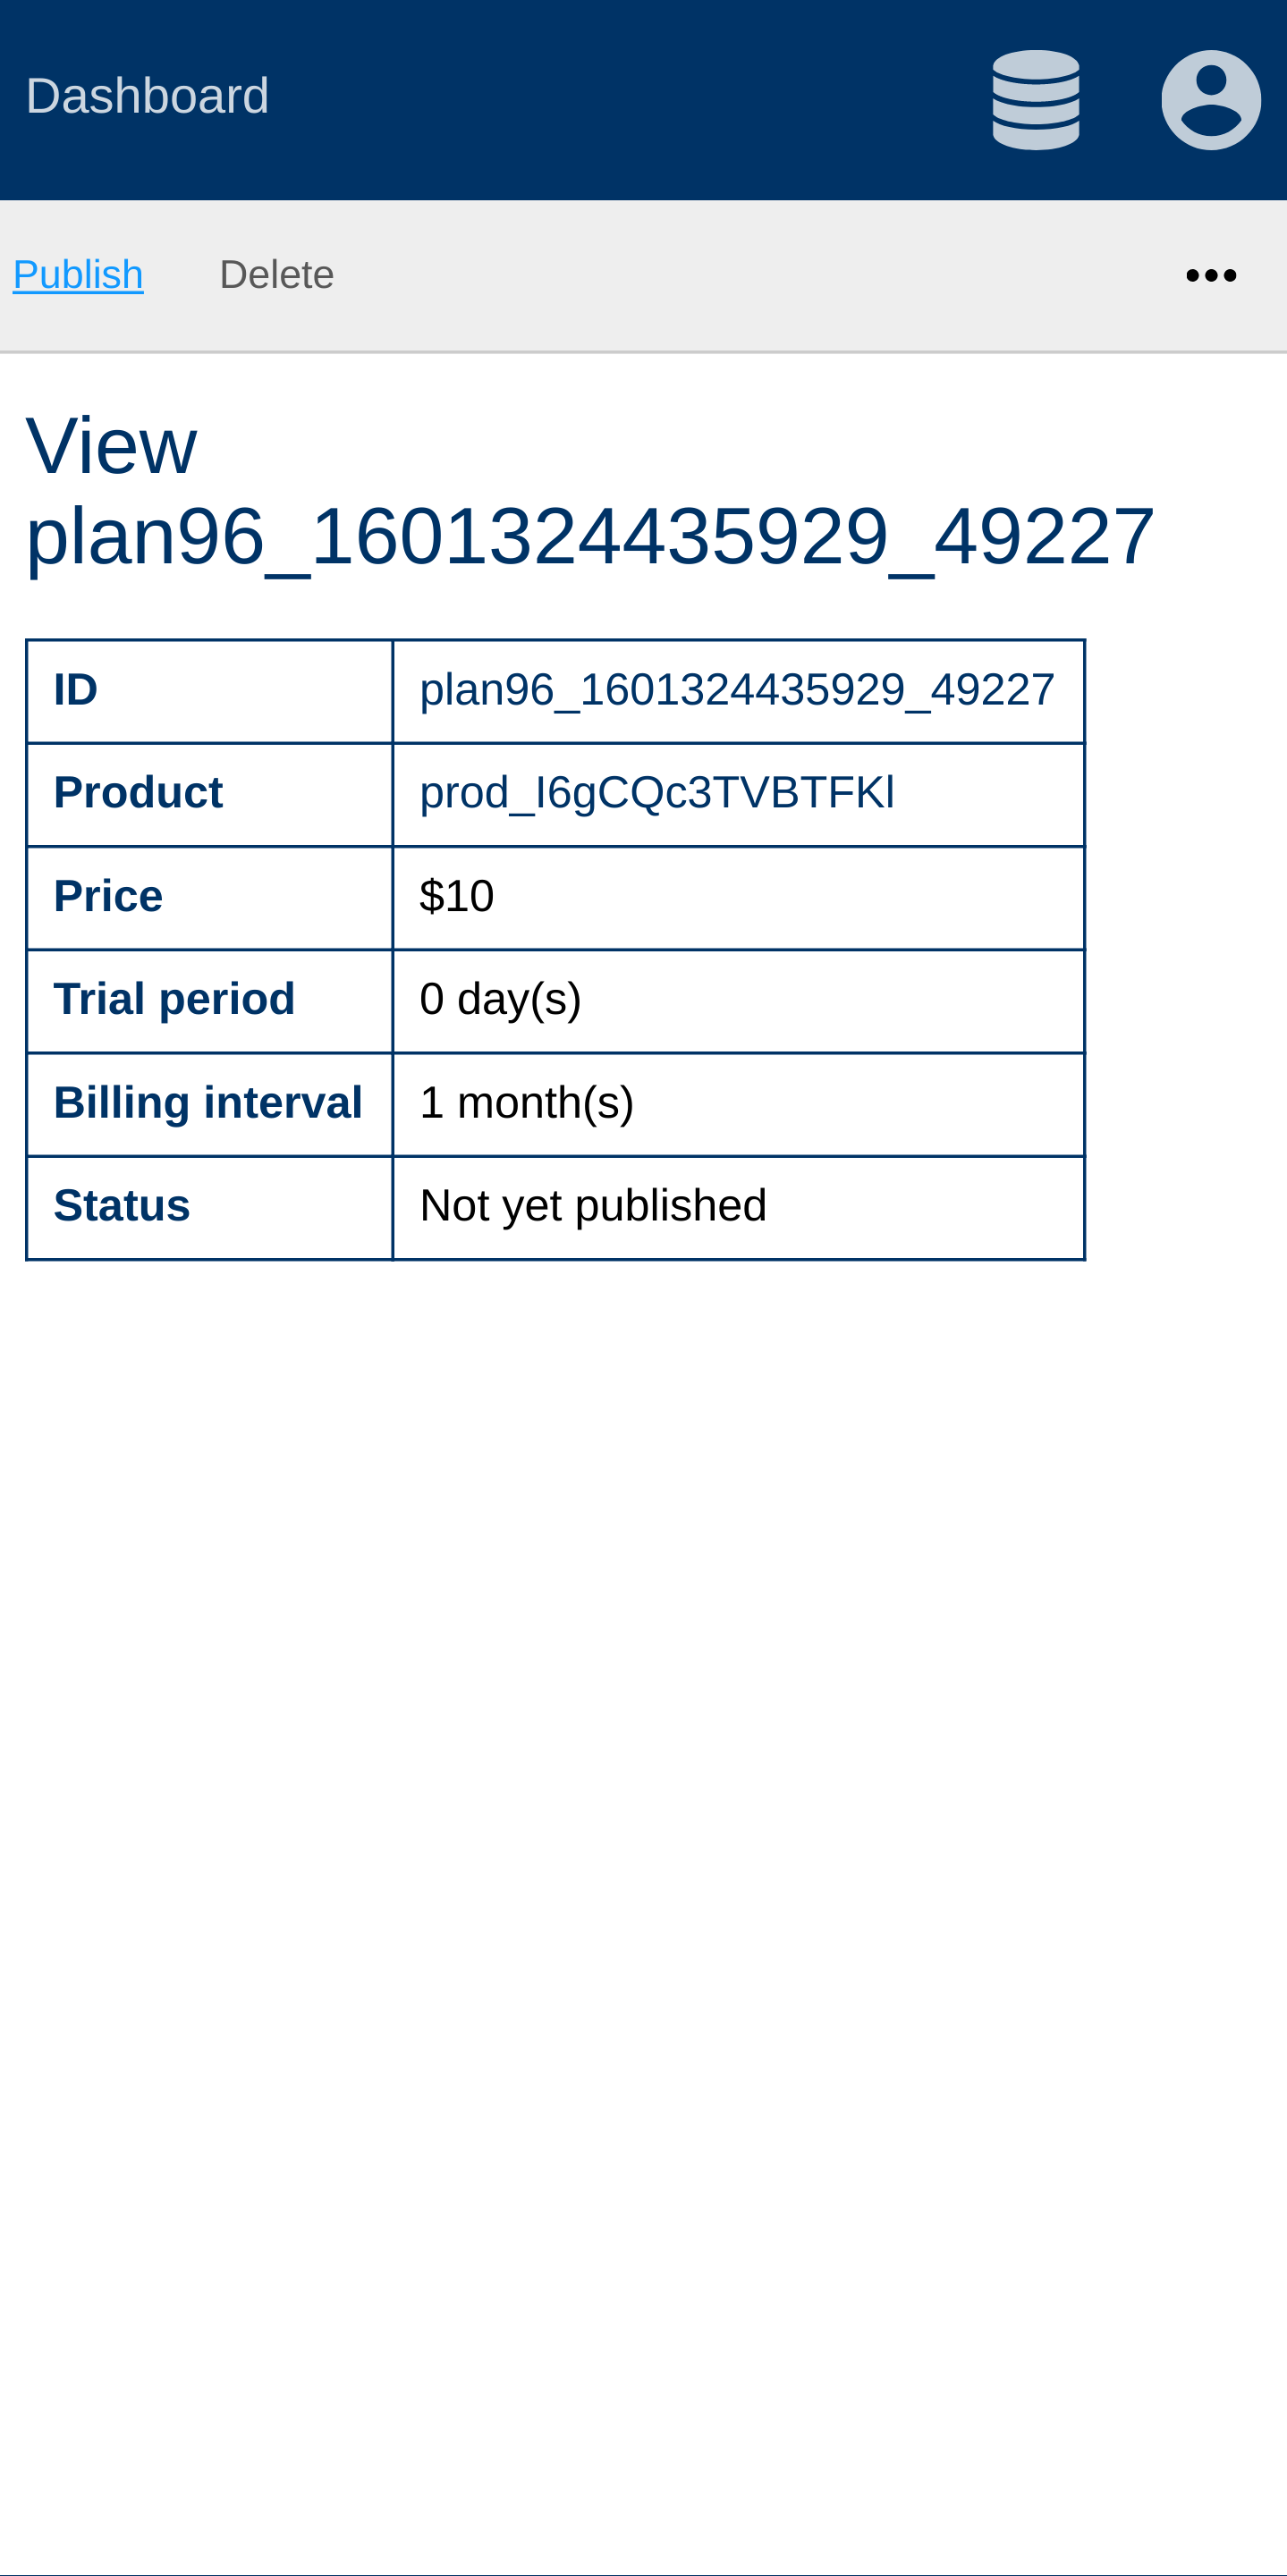 Dashboard
Publish Delete
View
plan96_1601324435929_49227
ID plan96_1601324435929_49227
Product prod_I6gCQc3TVBTFKl
Price $10
Trial period 0 day(s)
Billing interval 1 month(s)
Status Not yet published